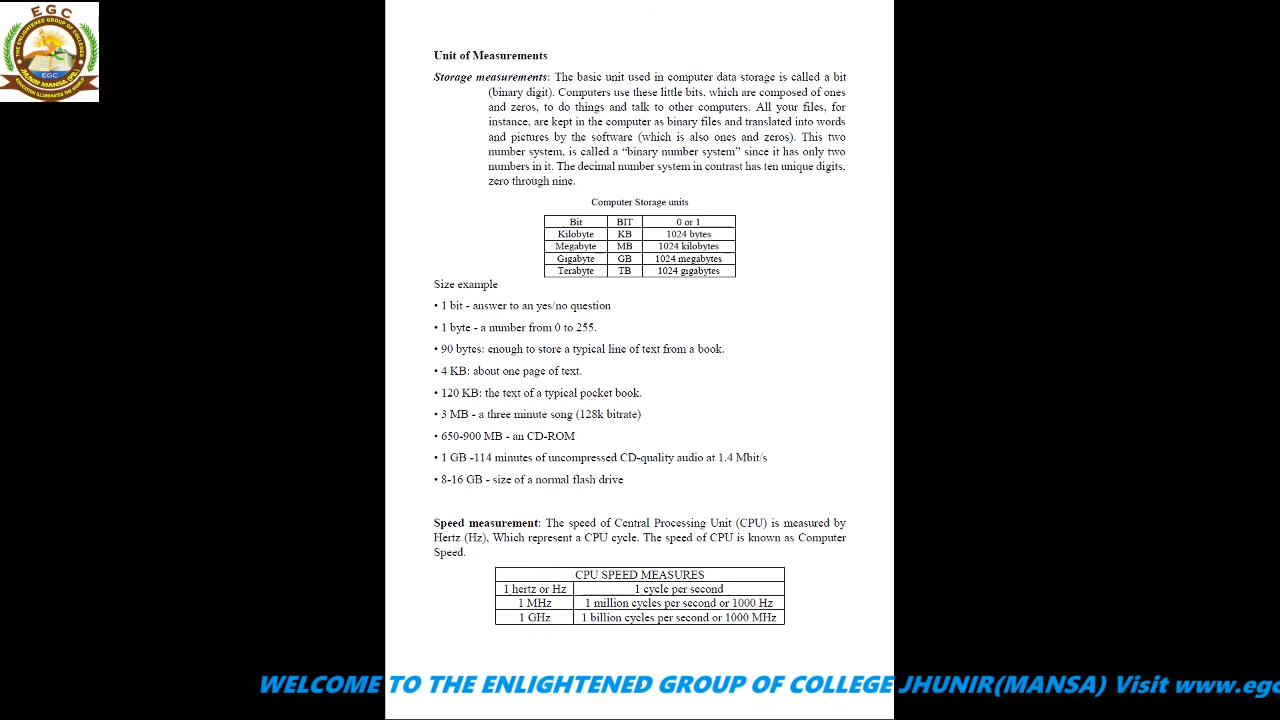 EGC
THE ENLIGHTENED GROUP OF COLLEGES
EGC
JHUNIR MANSA (PB.)
EDUCATION ILLUMINATES THE WORLD
Unit of Measurements
Storage measurements: The basic unit used in computer data storage is called a bit
(binary digit). Computers use these little bits, which are composed of ones
and zeros, to do things and talk to other computers. All your files, for
instance, are kept in the computer as binary files and translated into words
and pictures by the software (which is also ones and zeros). This two
number system, is called a “binary number system” since it has only two
numbers in it. The decimal number system in contrast has ten unique digits,
zero through nine.
Computer Storage units
Bit BIT 0 or 1
Kilobyte KB 1024 bytes
Megabyte MB 1024 kilobytes
Gigabyte GB 1024 megabytes
Terabyte TB 1024 gigabytes
Size example
• 1 bit - answer to an yes/no question
• 1 byte - a number from 0 to 255.
• 90 bytes: enough to store a typical line of text from a book.
• 4 KB: about one page of text.
• 120 KB: the text of a typical pocket book.
• 3 MB - a three minute song (128k bitrate)
• 650-900 MB - an CD-ROM
• 1 GB -114 minutes of uncompressed CD-quality audio at 1.4 Mbit/s
• 8-16 GB - size of a normal flash drive
Speed measurement: The speed of Central Processing Unit (CPU) is measured by
Hertz (Hz), Which represent a CPU cycle. The speed of CPU is known as Computer
Speed.
CPU SPEED MEASURES
1 hertz or Hz 1 cycle per second
1 MHz 1 million cycles per second or 1000 Hz
1 GHz 1 billion cycles per second or 1000 MHz
WELCOME TO THE ENLIGHTENED GROUP OF COLLEGE JHUNIR(MANSA) Visit www.egc